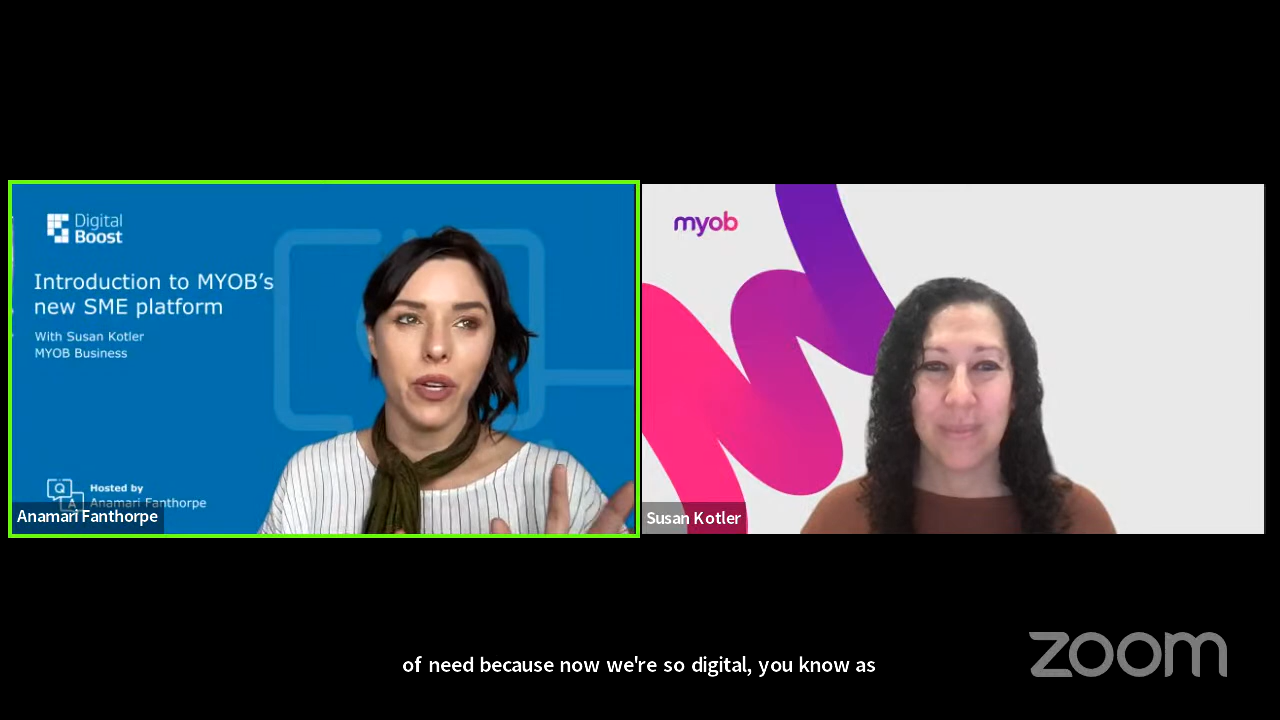 Digital
Boost
Introduction to MYOB's
new SME platform
With Susan Kotler
MYOB Business
Q
A
Hosted by
Anamari Fanthorpe
Anamari Fanthorpe
myob
Susan Kotler
of need because now we're so digital, you know as
zoom